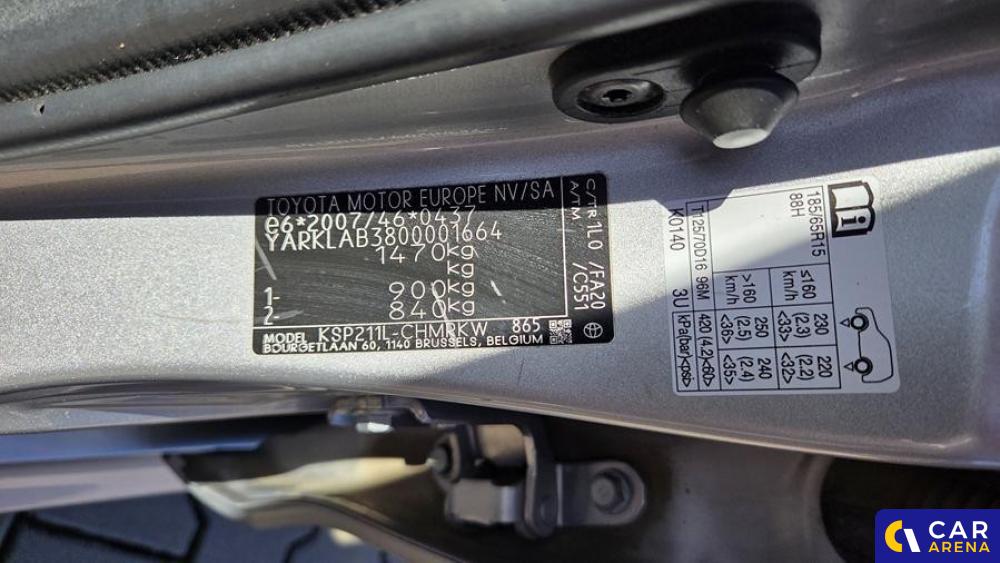 TOYOTA MOTOR EUROPE NV/SA
e6*2007/46*0437
YARKLAB3800001664
1470kg
kg
1- 900kg
2 840kg
MODEL KSP211L-CHMRKW 865
BOURGETLAAN 60, 1140 BRUSSELS, BELGIUM
C/TR 1L0 /FA20
A/TM /C551
i
185/65R15
88H
≤160 km/h 230 (2.3) <33> 220 (2.2) <32>
>160 km/h 250 (2.5) <36> 240 (2.4) <35>
T125/70D16 96M 420 (4.2) <60>
K0140 3U kPa(bar)<psi>
CAR
ARENA